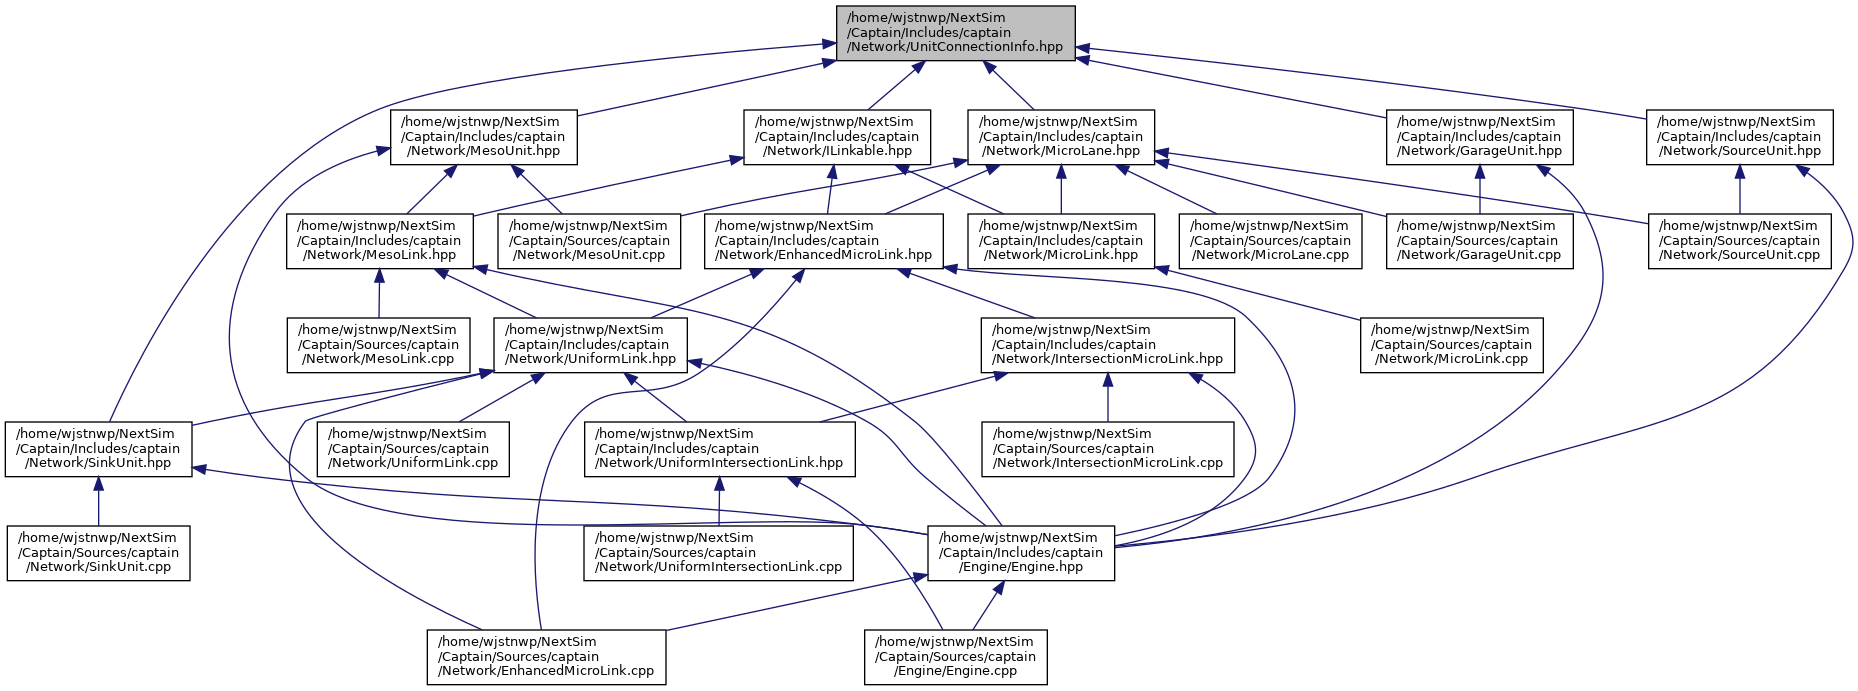 /home/wjstnwp/NextSim
/Captain/Includes/captain
/Network/UnitConnectionInfo.hpp
/home/wjstnwp/NextSim
/Captain/Includes/captain
/Network/MesoUnit.hpp
/home/wjstnwp/NextSim
/Captain/Includes/captain
/Network/ILinkable.hpp
/home/wjstnwp/NextSim
/Captain/Includes/captain
/Network/MicroLane.hpp
/home/wjstnwp/NextSim
/Captain/Includes/captain
/Network/GarageUnit.hpp
/home/wjstnwp/NextSim
/Captain/Includes/captain
/Network/SourceUnit.hpp
/home/wjstnwp/NextSim
/Captain/Includes/captain
/Network/MesoLink.hpp
/home/wjstnwp/NextSim
/Captain/Sources/captain
/Network/MesoUnit.cpp
/home/wjstnwp/NextSim
/Captain/Includes/captain
/Network/EnhancedMicroLink.hpp
/home/wjstnwp/NextSim
/Captain/Includes/captain
/Network/MicroLink.hpp
/home/wjstnwp/NextSim
/Captain/Sources/captain
/Network/MicroLane.cpp
/home/wjstnwp/NextSim
/Captain/Sources/captain
/Network/GarageUnit.cpp
/home/wjstnwp/NextSim
/Captain/Sources/captain
/Network/SourceUnit.cpp
/home/wjstnwp/NextSim
/Captain/Sources/captain
/Network/MesoLink.cpp
/home/wjstnwp/NextSim
/Captain/Includes/captain
/Network/UniformLink.hpp
/home/wjstnwp/NextSim
/Captain/Includes/captain
/Network/IntersectionMicroLink.hpp
/home/wjstnwp/NextSim
/Captain/Sources/captain
/Network/MicroLink.cpp
/home/wjstnwp/NextSim
/Captain/Includes/captain
/Network/SinkUnit.hpp
/home/wjstnwp/NextSim
/Captain/Sources/captain
/Network/UniformLink.cpp
/home/wjstnwp/NextSim
/Captain/Includes/captain
/Network/UniformIntersectionLink.hpp
/home/wjstnwp/NextSim
/Captain/Sources/captain
/Network/IntersectionMicroLink.cpp
/home/wjstnwp/NextSim
/Captain/Sources/captain
/Network/SinkUnit.cpp
/home/wjstnwp/NextSim
/Captain/Sources/captain
/Network/UniformIntersectionLink.cpp
/home/wjstnwp/NextSim
/Captain/Includes/captain
/Engine/Engine.hpp
/home/wjstnwp/NextSim
/Captain/Sources/captain
/Network/EnhancedMicroLink.cpp
/home/wjstnwp/NextSim
/Captain/Sources/captain
/Engine/Engine.cpp